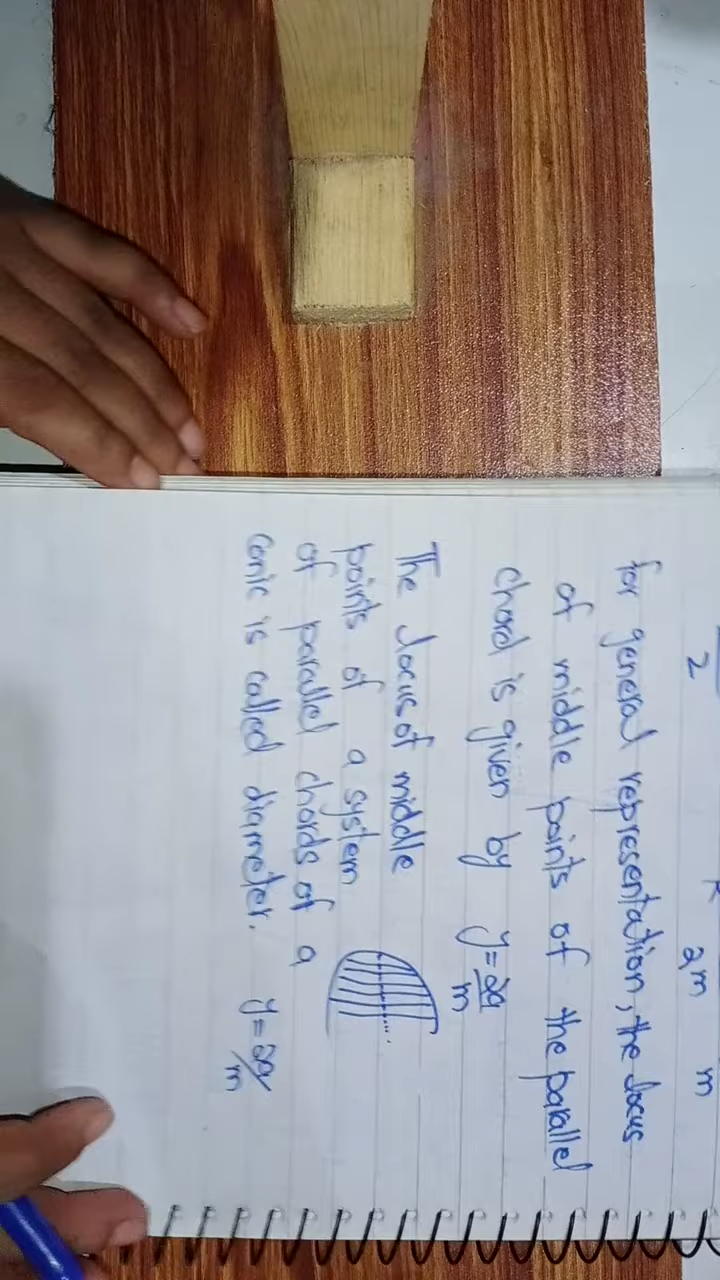 2 2m m
for general representation, the locus
of middle points of the parallel
chord is given by y = 2a/m
The locus of middle
points of a system
of parallel chords of a
conic is called diameter. y = 2a/m